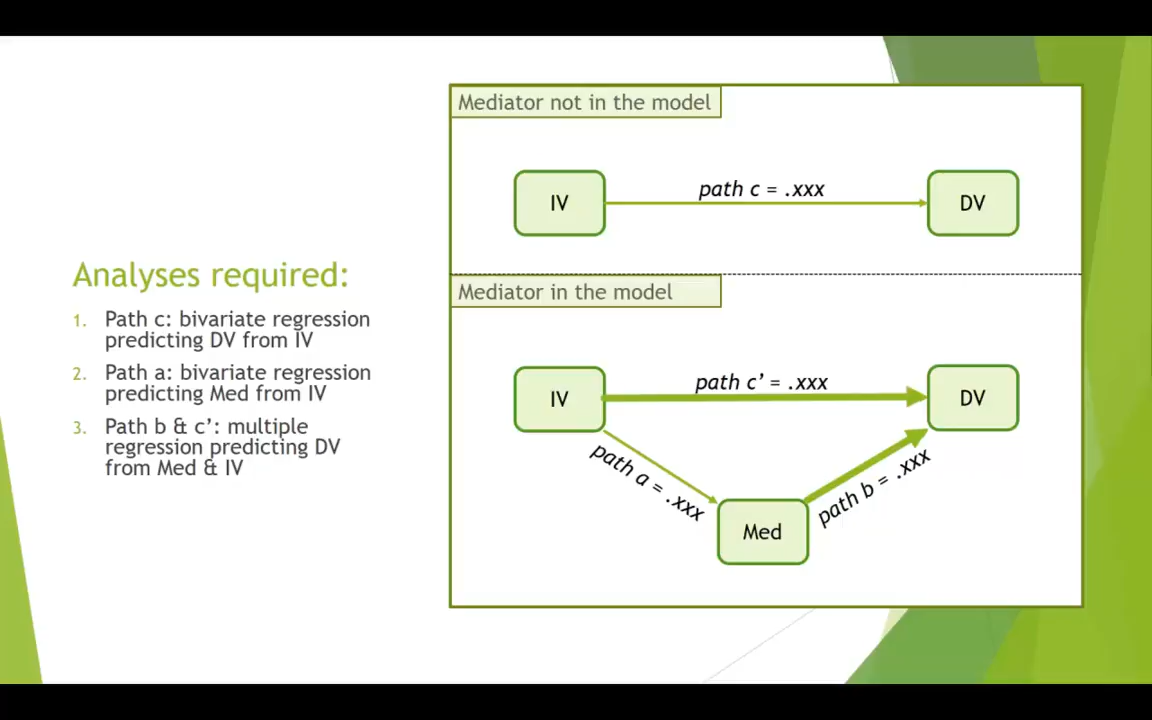 Analyses required:
1. Path c: bivariate regression
predicting DV from IV
2. Path a: bivariate regression
predicting Med from IV
3. Path b & c’: multiple
regression predicting DV
from Med & IV
Mediator not in the model
IV
path c = .xxx
DV
Mediator in the model
IV
path c’ = .xxx
DV
path a = .xxx
path b = .xxx
Med